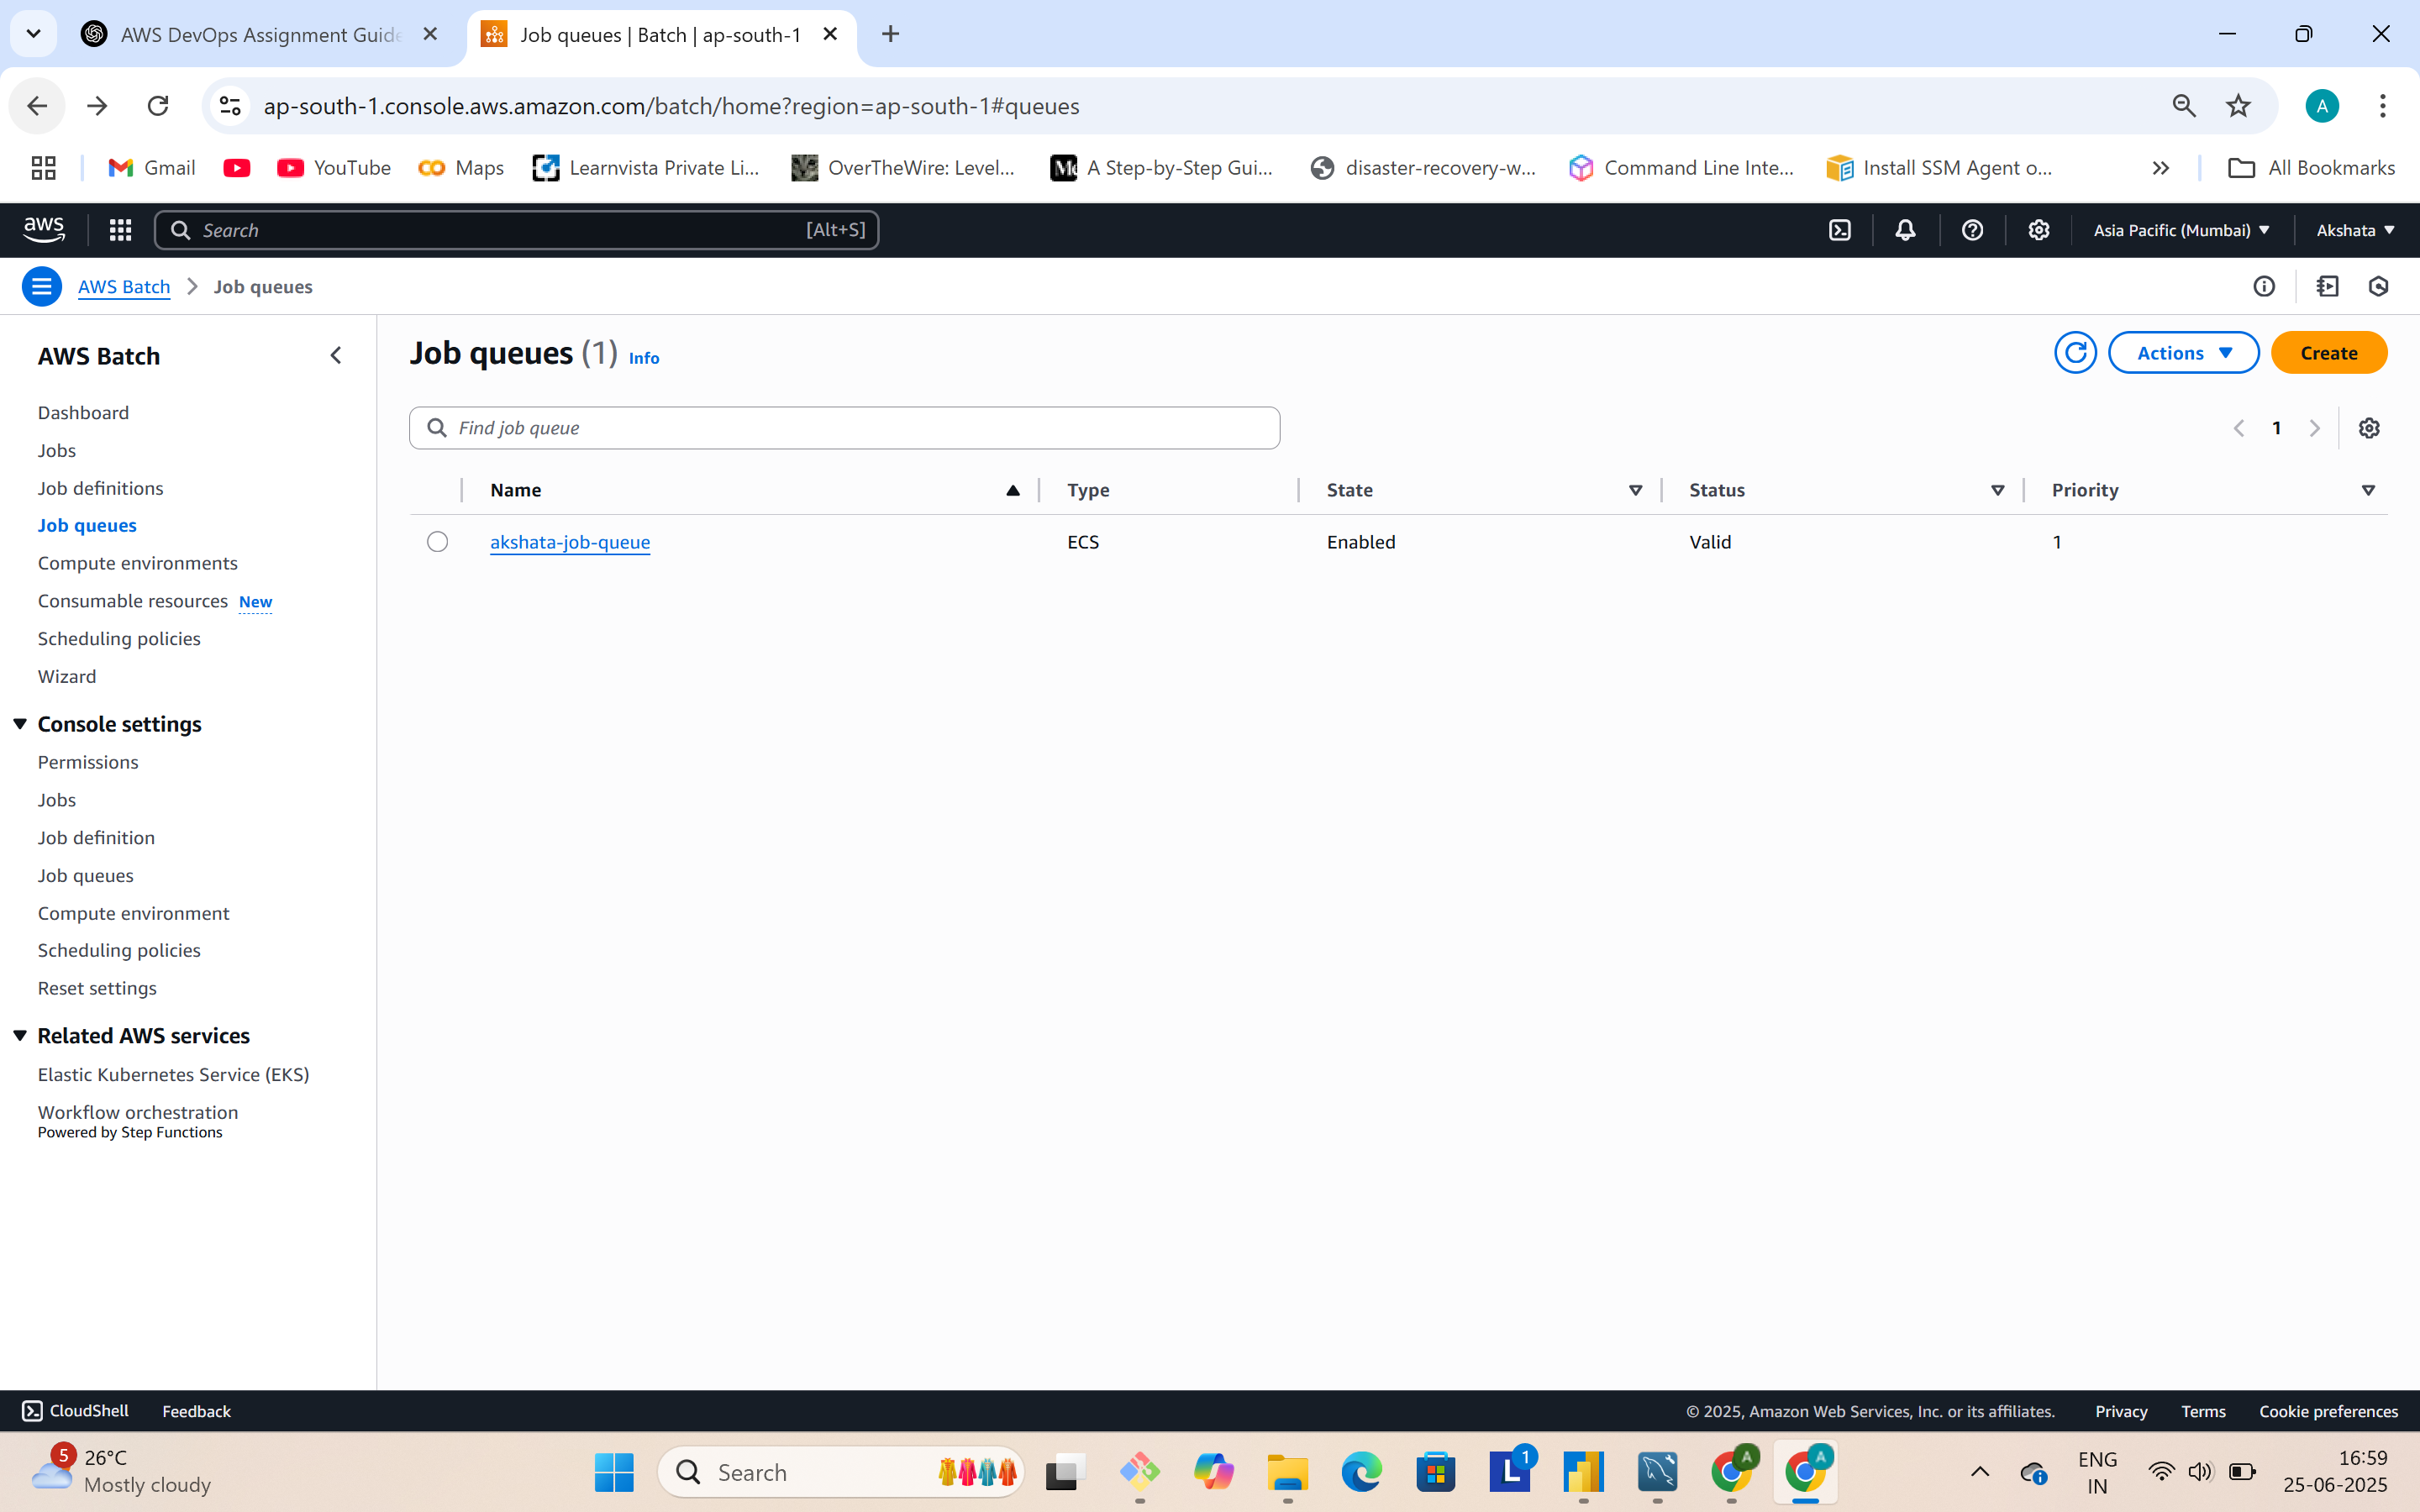 AWS DevOps Assignment Guide
Job queues | Batch | ap-south-1
ap-south-1.console.aws.amazon.com/batch/home?region=ap-south-1#queues
A
Gmail
YouTube
Maps
Learnvista Private Li...
OverTheWire: Level...
A Step-by-Step Gui...
disaster-recovery-w...
Command Line Inte...
Install SSM Agent o...
All Bookmarks
aws
Search
[Alt+S]
Asia Pacific (Mumbai)
Akshata
AWS Batch
Job queues
AWS Batch
Dashboard
Jobs
Job definitions
Job queues
Compute environments
Consumable resources New
Scheduling policies
Wizard
Console settings
Permissions
Jobs
Job definition
Job queues
Compute environment
Scheduling policies
Reset settings
Related AWS services
Elastic Kubernetes Service (EKS)
Workflow orchestration
Powered by Step Functions
Job queues (1) Info
Actions
Create
Find job queue
1
Name Type State Status Priority
akshata-job-queue ECS Enabled Valid 1
CloudShell
Feedback
© 2025, Amazon Web Services, Inc. or its affiliates.
Privacy
Terms
Cookie preferences
5
26°C
Mostly cloudy
Search
L
1
A
A
ENG
IN
16:59
25-06-2025